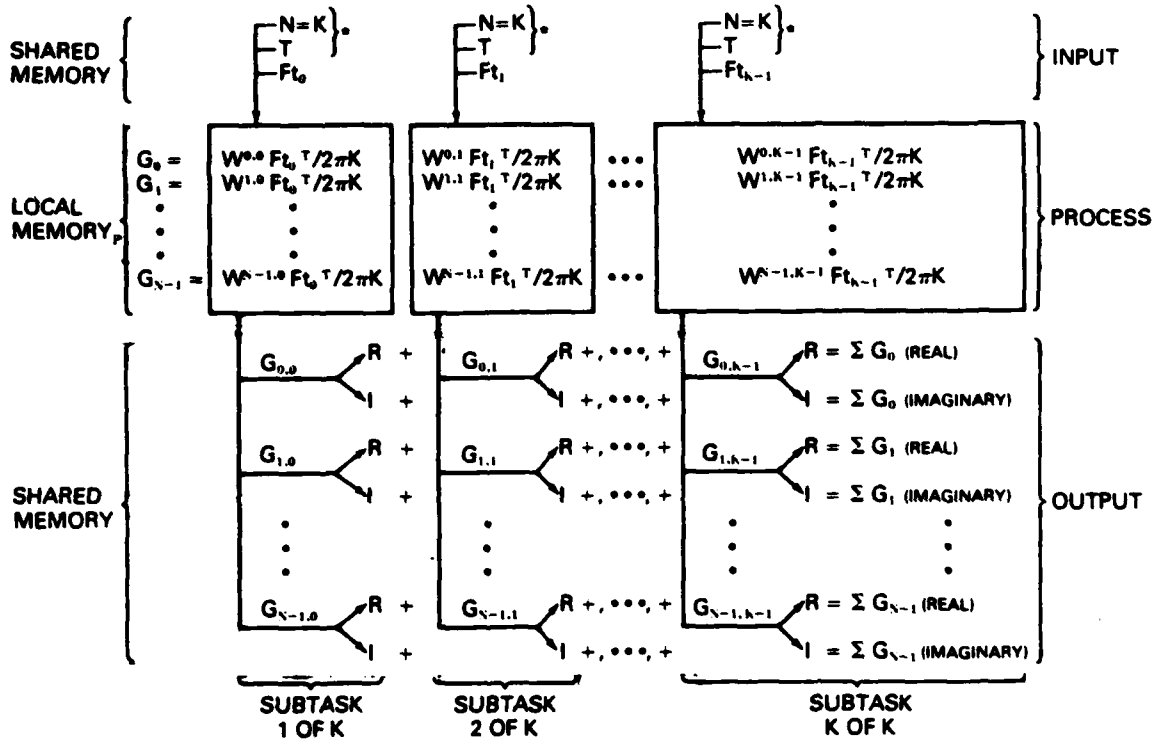 N=K }* N=K }* N=K }*
SHARED MEMORY T T T INPUT
Ft₀ Ft₁ Ft_{K-1}
G₀ = W^{0,0} Ft₀ ᵀ/2πK W^{0,1} Ft₁ ᵀ/2πK ••• W^{0,K-1} Ft_{K-1} ᵀ/2πK
G₁ = W^{1,0} Ft₀ ᵀ/2πK W^{1,1} Ft₁ ᵀ/2πK ••• W^{1,K-1} Ft_{K-1} ᵀ/2πK
LOCAL MEMORY_P PROCESS
G_{N-1} = W^{N-1,0} Ft₀ ᵀ/2πK W^{N-1,1} Ft₁ ᵀ/2πK ••• W^{N-1,K-1} Ft_{K-1} ᵀ/2πK
G_{0,0} R + G_{0,1} R +, •••, + G_{0,K-1} R = Σ G₀ (REAL)
I + I +, •••, + I = Σ G₀ (IMAGINARY)
G_{1,0} R + G_{1,1} R +, •••, + G_{1,K-1} R = Σ G₁ (REAL)
I + I +, •••, + I = Σ G₁ (IMAGINARY)
SHARED MEMORY OUTPUT
G_{N-1,0} R + G_{N-1,1} R +, •••, + G_{N-1,K-1} R = Σ G_{N-1} (REAL)
I + I +, •••, + I = Σ G_{N-1} (IMAGINARY)
SUBTASK SUBTASK SUBTASK
1 OF K 2 OF K K OF K